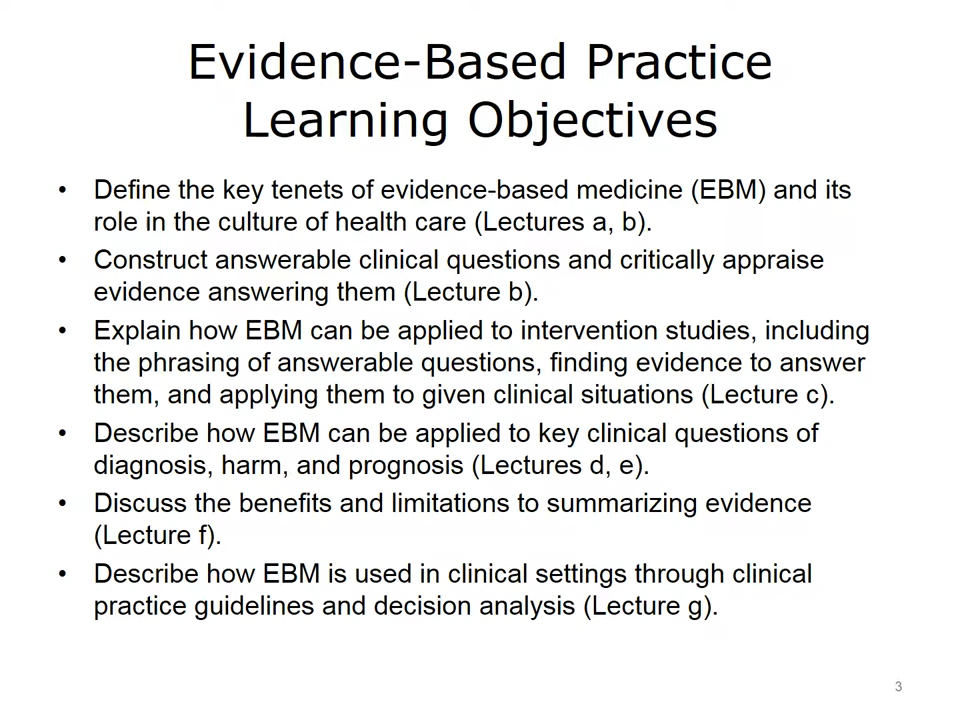 Evidence-Based Practice
Learning Objectives
• Define the key tenets of evidence-based medicine (EBM) and its
role in the culture of health care (Lectures a, b).
• Construct answerable clinical questions and critically appraise
evidence answering them (Lecture b).
• Explain how EBM can be applied to intervention studies, including
the phrasing of answerable questions, finding evidence to answer
them, and applying them to given clinical situations (Lecture c).
• Describe how EBM can be applied to key clinical questions of
diagnosis, harm, and prognosis (Lectures d, e).
• Discuss the benefits and limitations to summarizing evidence
(Lecture f).
• Describe how EBM is used in clinical settings through clinical
practice guidelines and decision analysis (Lecture g).
3